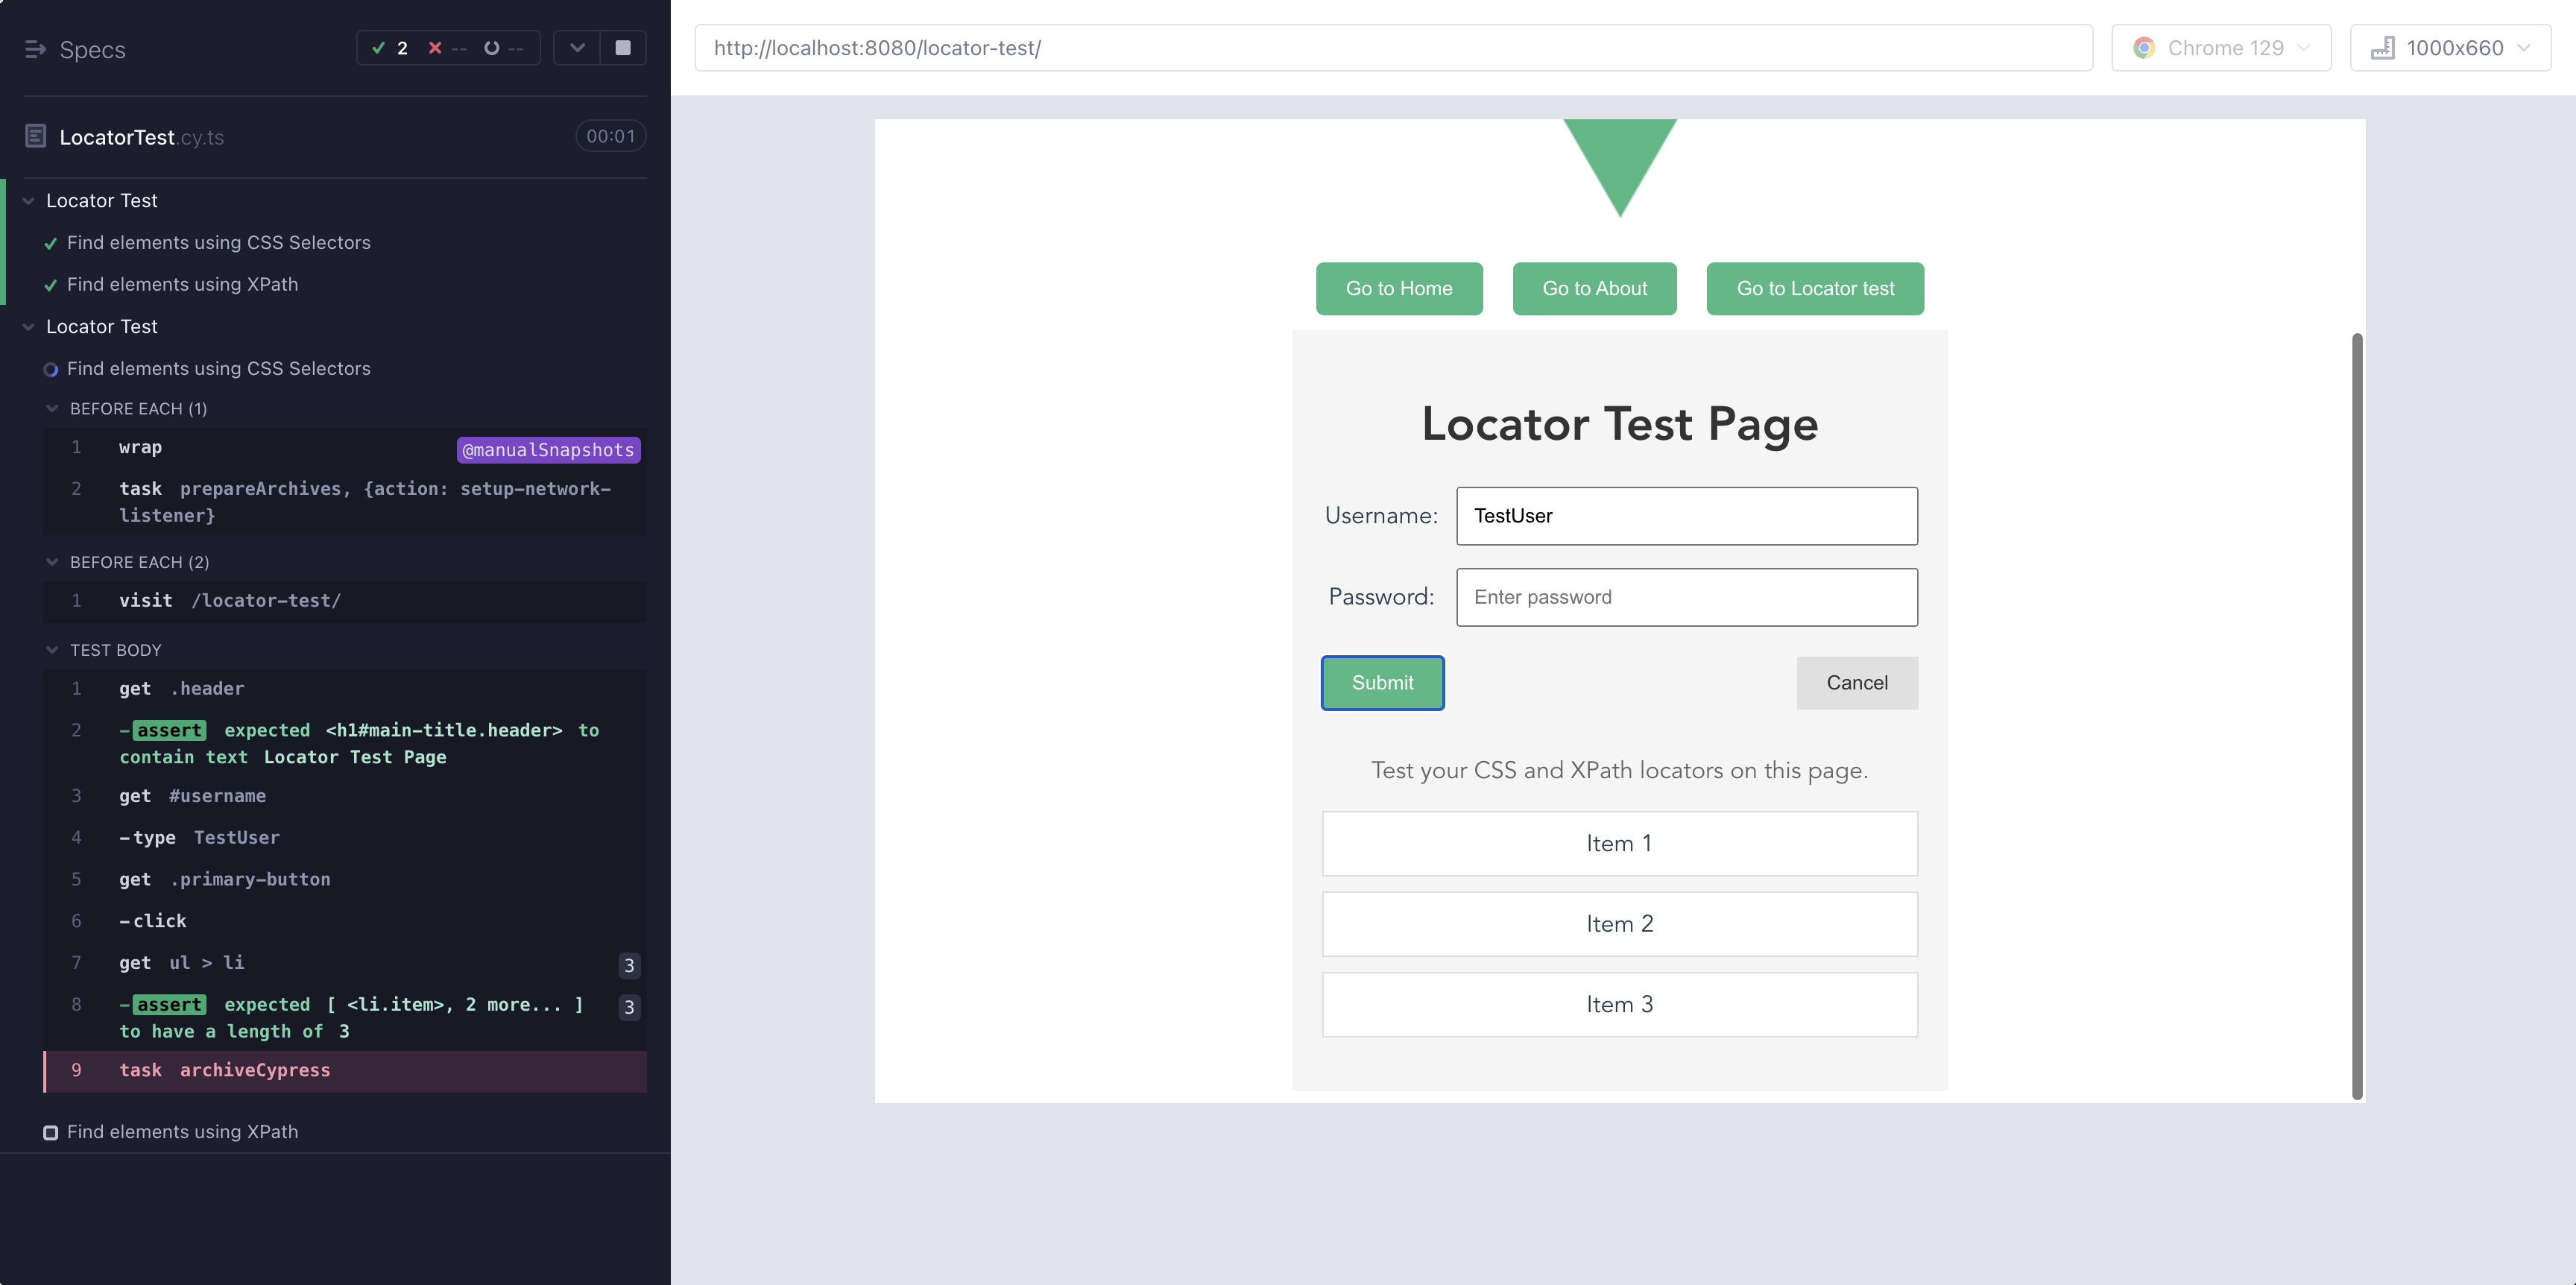 Specs
2 -- --
LocatorTest.cy.ts
00:01
Locator Test
Find elements using CSS Selectors
Find elements using XPath
Locator Test
Find elements using CSS Selectors
BEFORE EACH (1)
1 wrap @manualSnapshots
2 task prepareArchives, {action: setup-network-
listener}
BEFORE EACH (2)
1 visit /locator-test/
TEST BODY
1 get .header
2 -assert expected <h1#main-title.header> to
contain text Locator Test Page
3 get #username
4 -type TestUser
5 get .primary-button
6 -click
7 get ul > li 3
8 -assert expected [ <li.item>, 2 more... ] 3
to have a length of 3
9 task archiveCypress
Find elements using XPath
http://localhost:8080/locator-test/
Chrome 129
1000x660
Go to Home
Go to About
Go to Locator test
Locator Test Page
Username: TestUser
Password: Enter password
Submit
Cancel
Test your CSS and XPath locators on this page.
Item 1
Item 2
Item 3